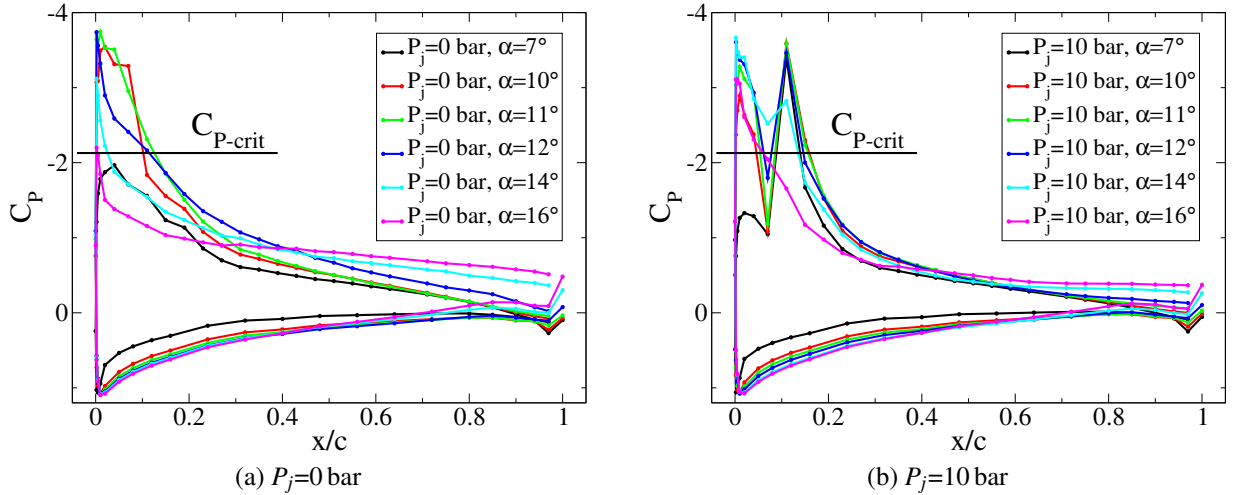 -4
-2
0
C_P
C_P-crit
P_j=0 bar, α=7°
P_j=0 bar, α=10°
P_j=0 bar, α=11°
P_j=0 bar, α=12°
P_j=0 bar, α=14°
P_j=0 bar, α=16°
0 0.2 0.4 0.6 0.8 1
x/c
(a) P_j=0 bar
-4
-2
0
C_P
C_P-crit
P_j=10 bar, α=7°
P_j=10 bar, α=10°
P_j=10 bar, α=11°
P_j=10 bar, α=12°
P_j=10 bar, α=14°
P_j=10 bar, α=16°
0 0.2 0.4 0.6 0.8 1
x/c
(b) P_j=10 bar